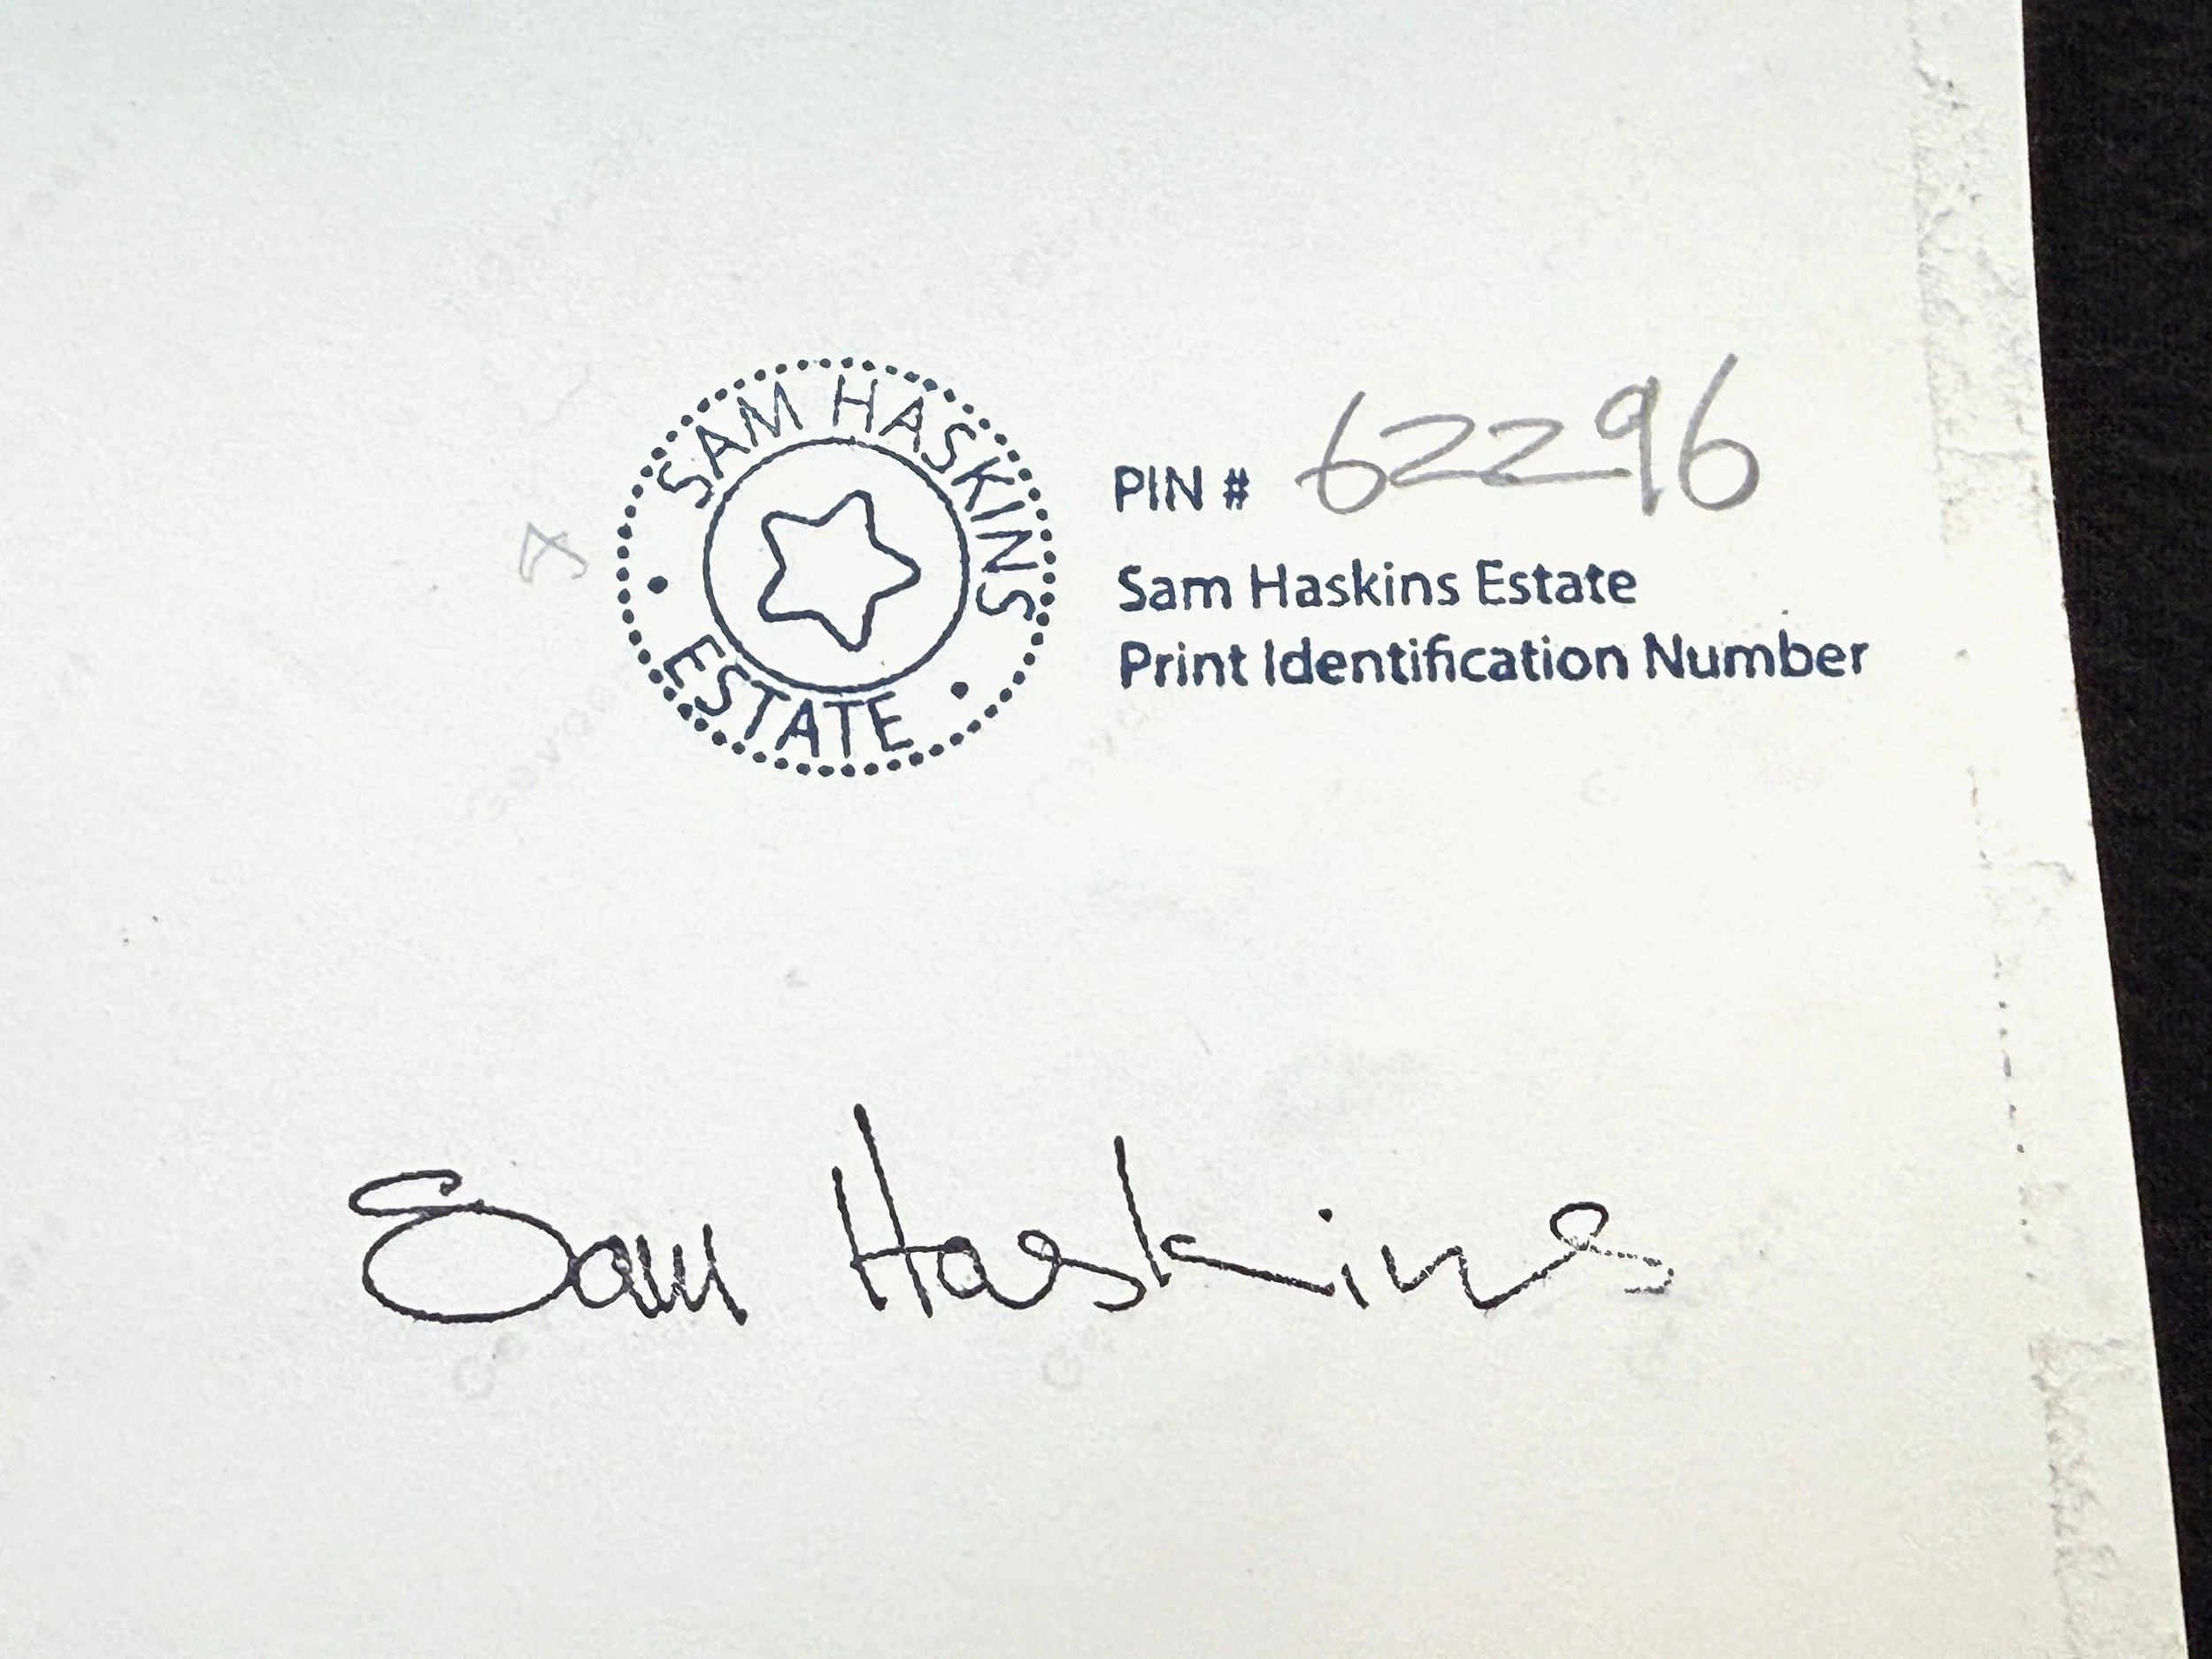 SAM HASKINS
ESTATE
PIN # 62296
Sam Haskins Estate
Print Identification Number
Sam Haskins